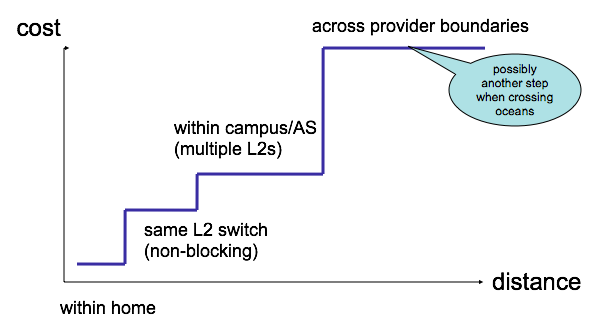 across provider boundaries
cost
possibly
another step
when crossing
oceans
within campus/AS
(multiple L2s)
same L2 switch
(non-blocking)
distance
within home